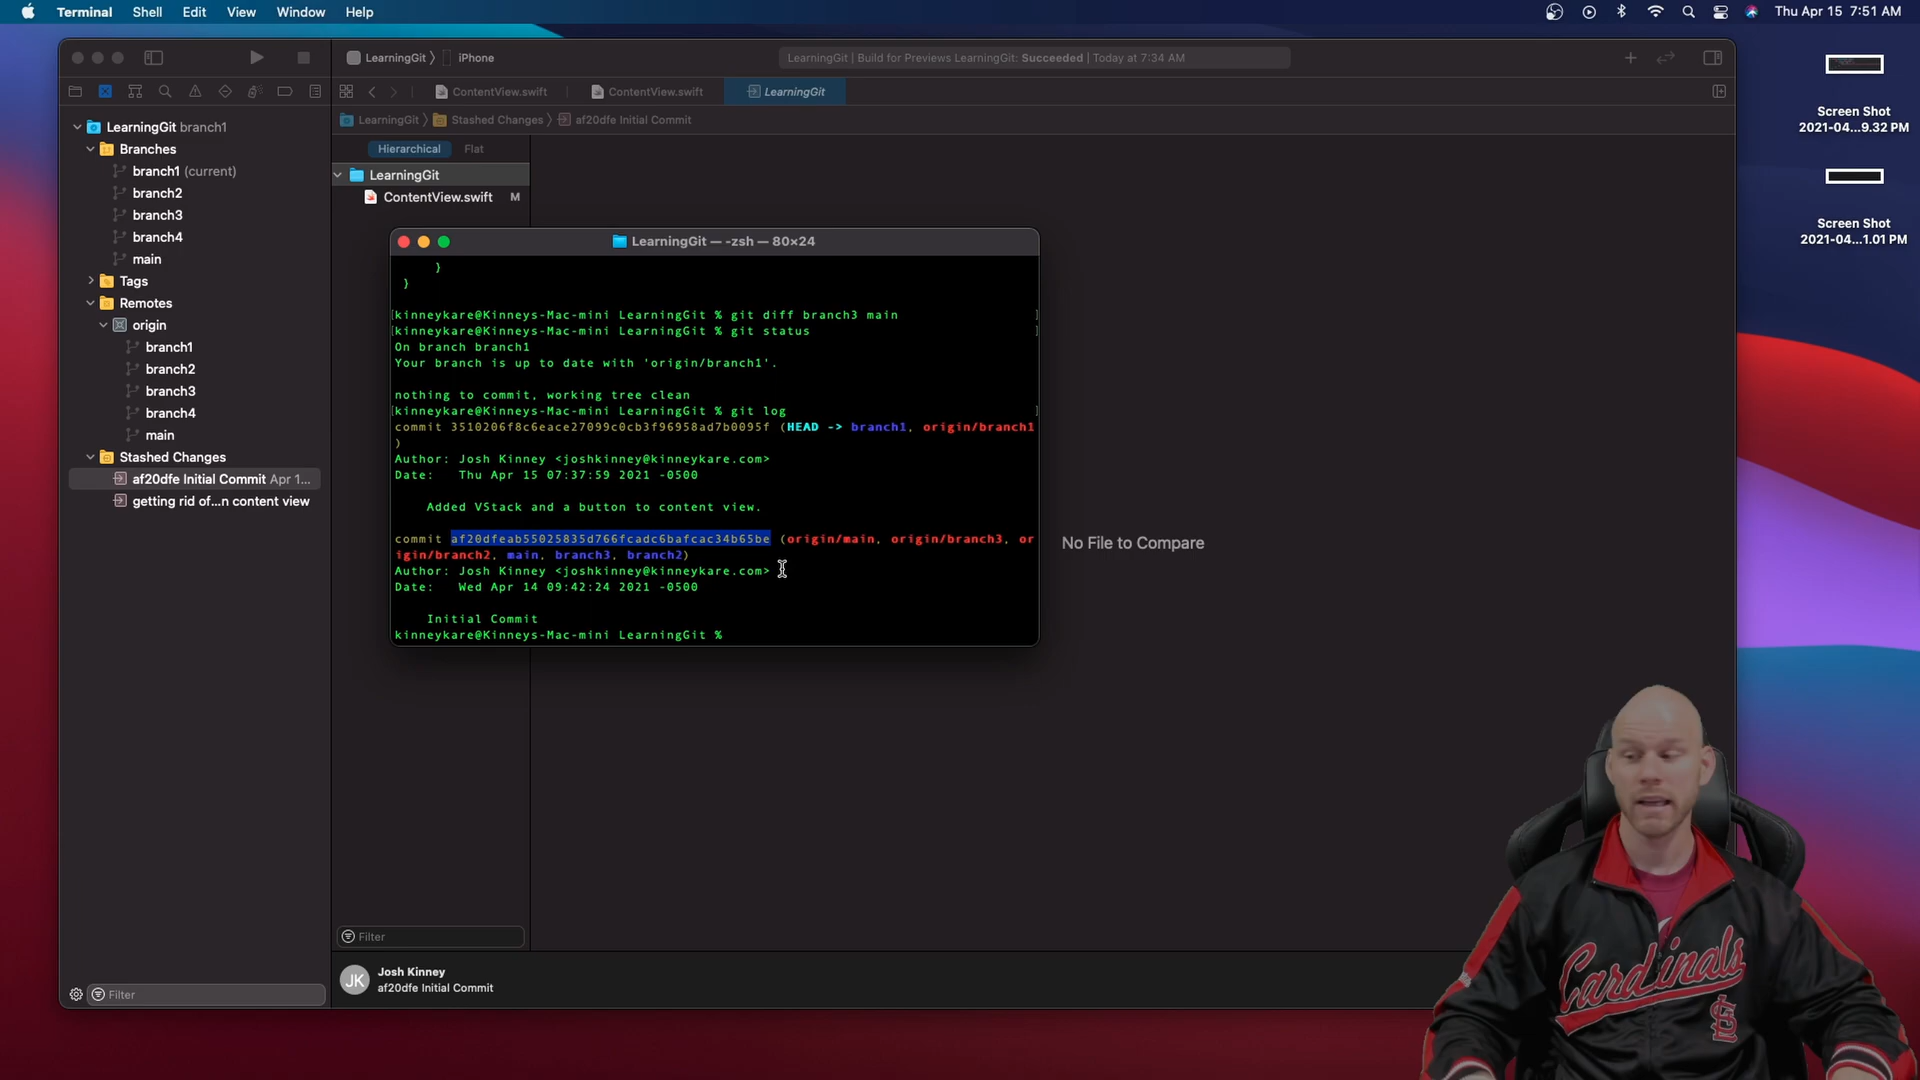 Terminal Shell Edit View Window Help
Thu Apr 15 7:51 AM
LearningGit iPhone
LearningGit | Build for Previews LearningGit: Succeeded | Today at 7:34 AM
ContentView.swift ContentView.swift LearningGit
LearningGit Stashed Changes af20dfe Initial Commit
LearningGit branch1
Branches
branch1 (current)
branch2
branch3
branch4
main
Tags
Remotes
origin
branch1
branch2
branch3
branch4
main
Stashed Changes
af20dfe Initial Commit Apr 1...
getting rid of...n content view
Filter
Hierarchical Flat
LearningGit
ContentView.swift M
Filter
LearningGit — -zsh — 80×24
}
}
[kinneykare@Kinneys-Mac-mini LearningGit % git diff branch3 main ]
[kinneykare@Kinneys-Mac-mini LearningGit % git status ]
On branch branch1
Your branch is up to date with 'origin/branch1'.
nothing to commit, working tree clean
[kinneykare@Kinneys-Mac-mini LearningGit % git log ]
commit 3510206f8c6eace27099c0cb3f96958ad7b0095f (HEAD -> branch1, origin/branch1
)
Author: Josh Kinney <joshkinney@kinneykare.com>
Date: Thu Apr 15 07:37:59 2021 -0500
Added VStack and a button to content view.
commit af20dfeab55025835d766fcadc6bafcac34b65be (origin/main, origin/branch3, or
igin/branch2, main, branch3, branch2)
Author: Josh Kinney <joshkinney@kinneykare.com>
Date: Wed Apr 14 09:42:24 2021 -0500
Initial Commit
kinneykare@Kinneys-Mac-mini LearningGit %
No File to Compare
JK
Josh Kinney
af20dfe Initial Commit
Screen Shot
2021-04...9.32 PM
Screen Shot
2021-04...1.01 PM
Cardinals